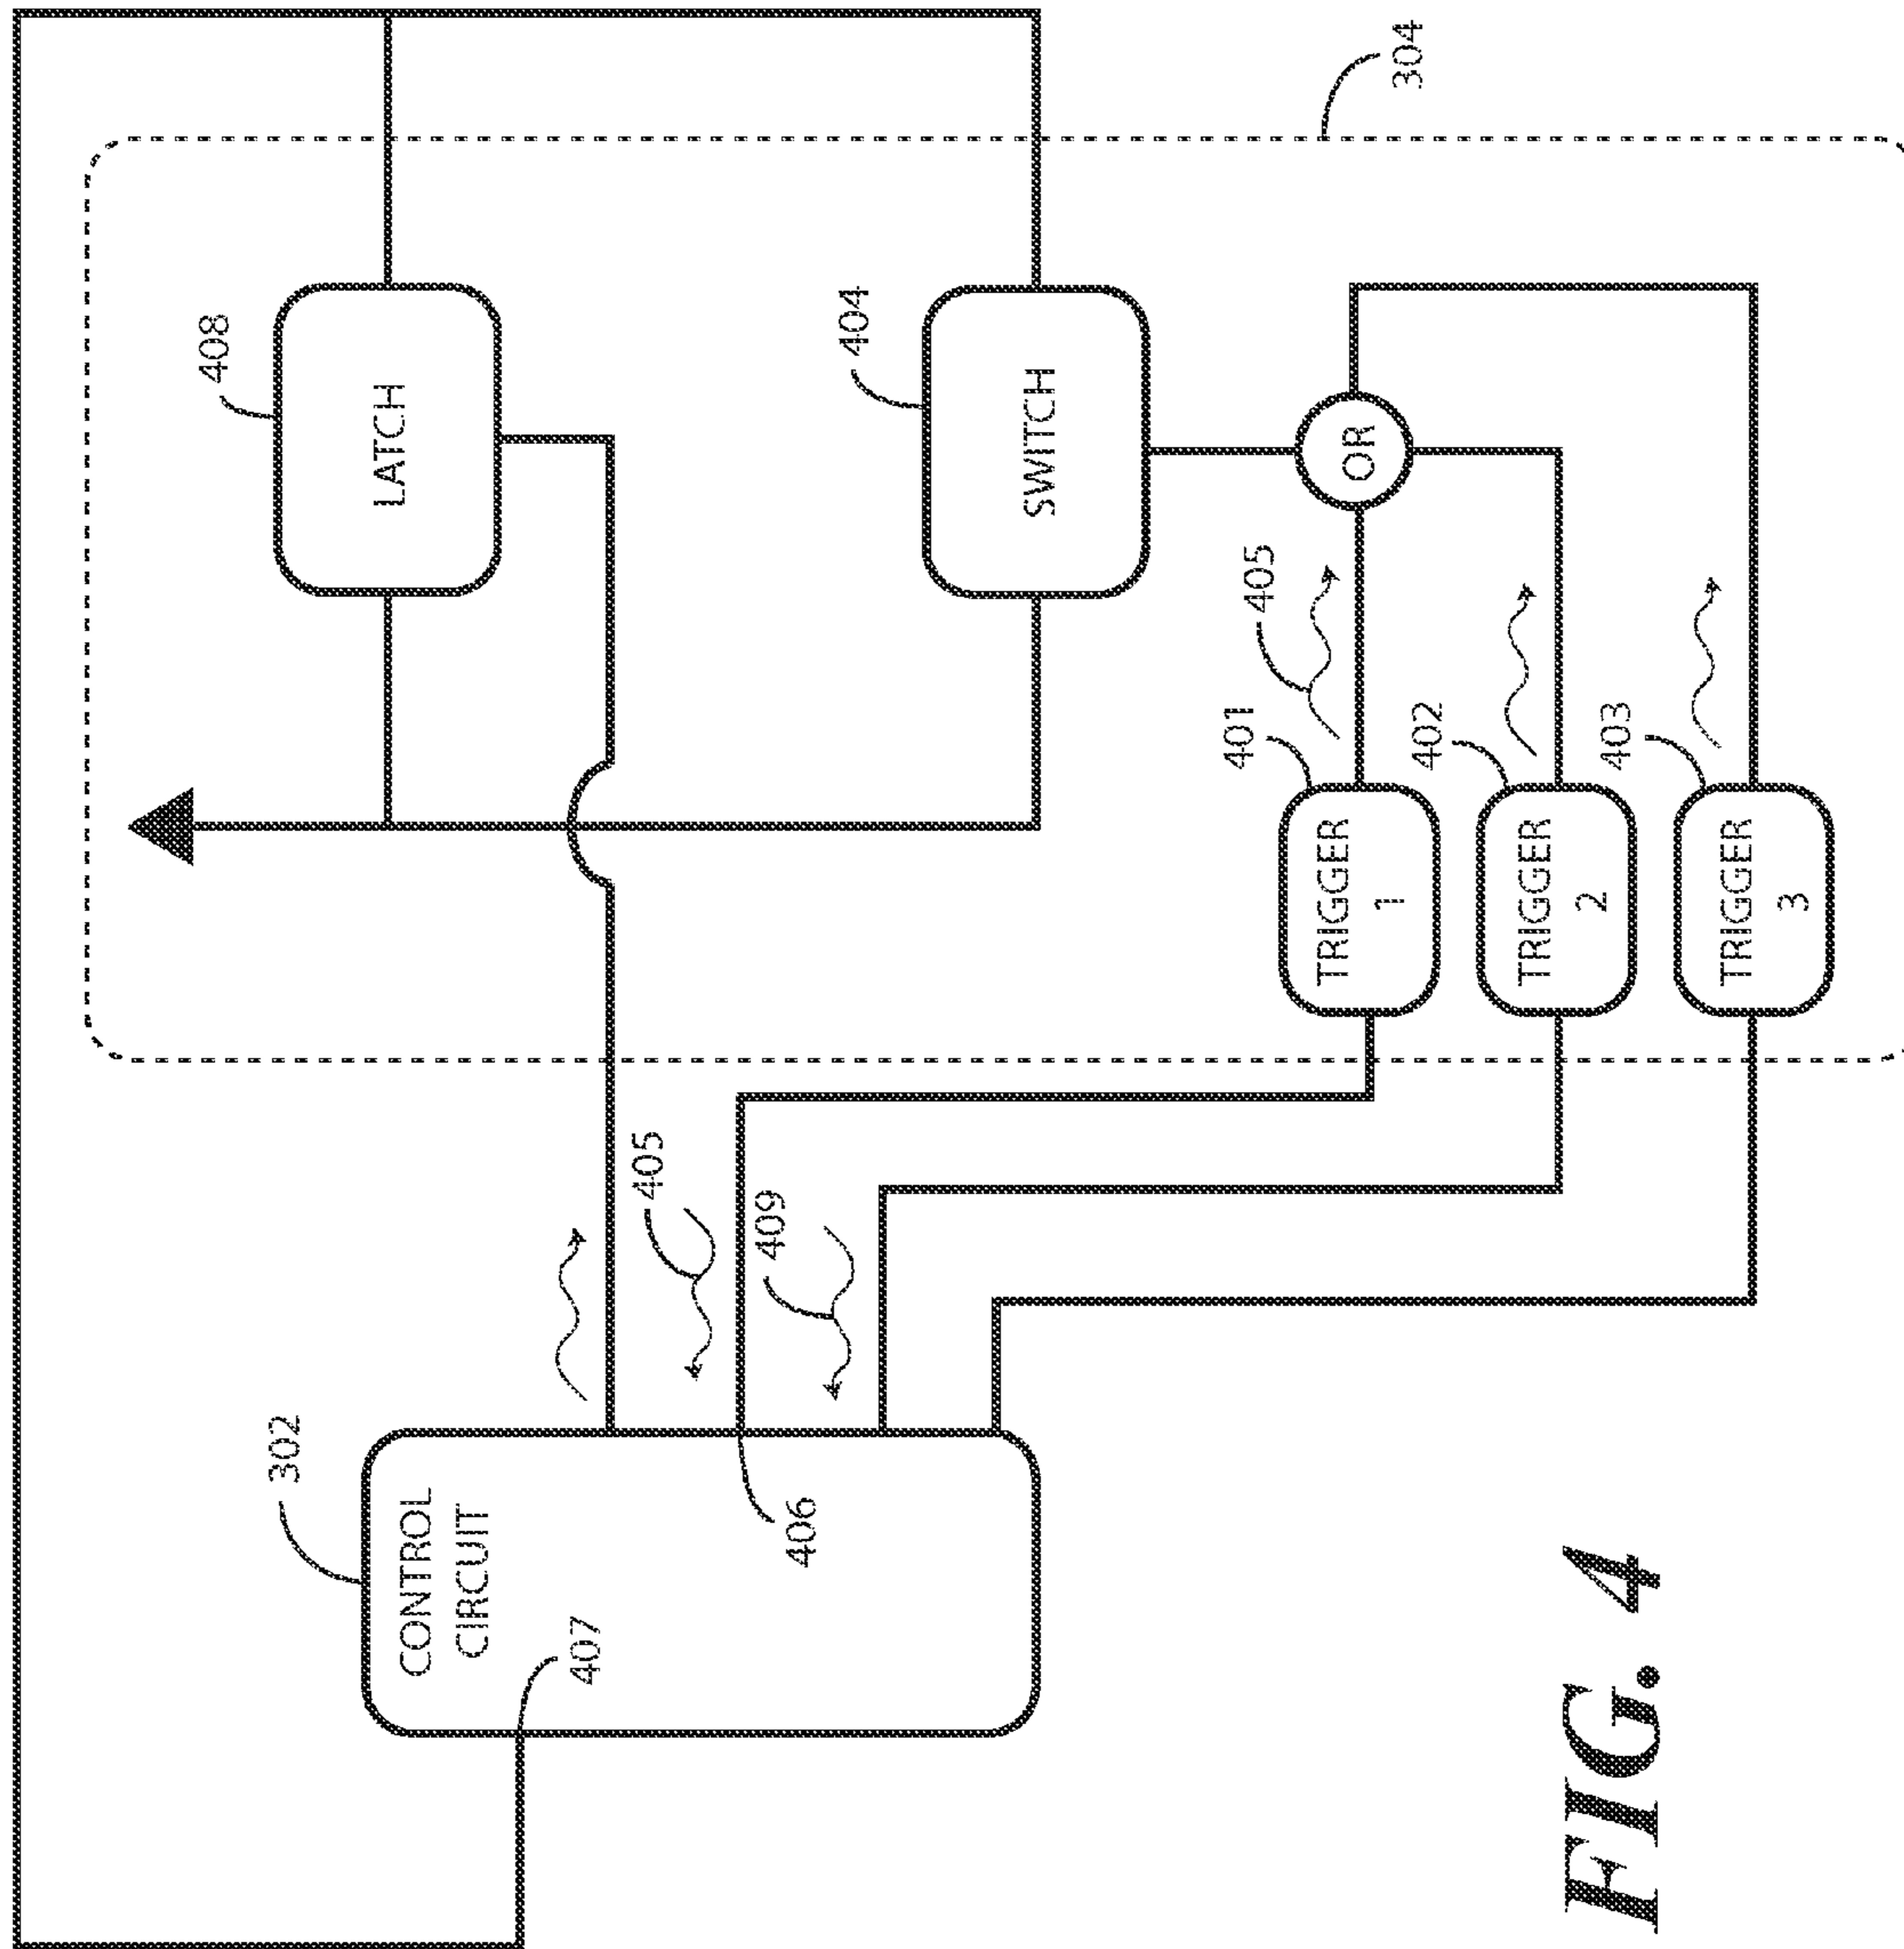 302
CONTROL
CIRCUIT
407
406
405
409
408
LATCH
404
SWITCH
304
OR
405
401
TRIGGER
1
402
TRIGGER
2
403
TRIGGER
3
FIG. 4